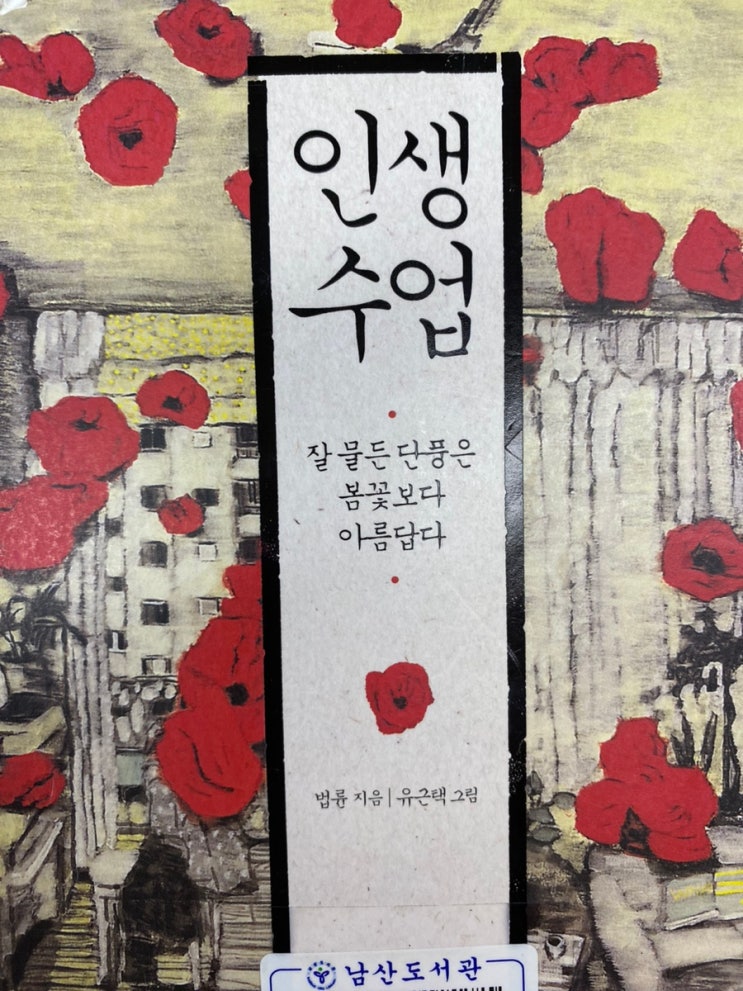 인생
수업
잘 물든 단풍은
봄꽃보다
아름답다
법륜 지음 | 유근택 그림
남산도서관